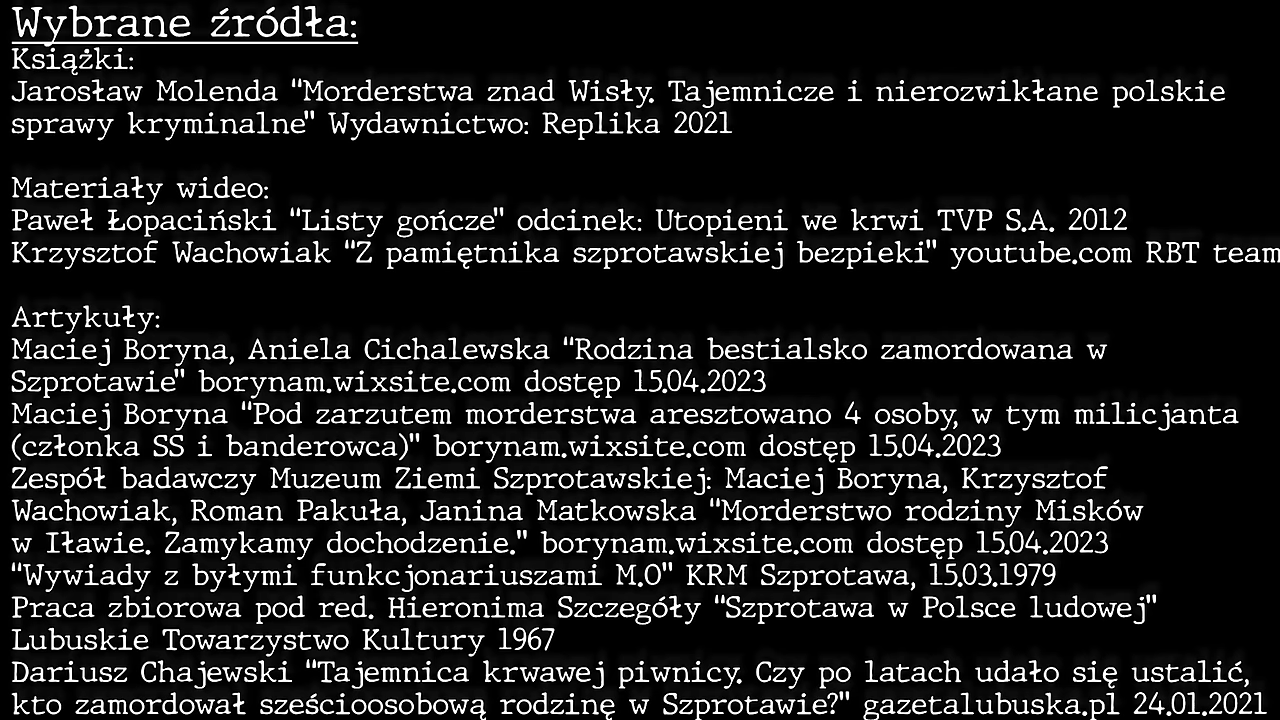 Wybrane źródła:
Książki:
Jarosław Molenda "Morderstwa znad Wisły. Tajemnicze i nierozwikłane polskie
sprawy kryminalne" Wydawnictwo: Replika 2021
Materiały wideo:
Paweł Łopaciński "Listy gończe" odcinek: Utopieni we krwi TVP S.A. 2012
Krzysztof Wachowiak "Z pamiętnika szprotawskiej bezpieki" youtube.com RBT team
Artykuły:
Maciej Boryna, Aniela Cichalewska "Rodzina bestialsko zamordowana w
Szprotawie" borynam.wixsite.com dostęp 15.04.2023
Maciej Boryna "Pod zarzutem morderstwa aresztowano 4 osoby, w tym milicjanta
(członka SS i banderowca)" borynam.wixsite.com dostęp 15.04.2023
Zespół badawczy Muzeum Ziemi Szprotawskiej: Maciej Boryna, Krzysztof
Wachowiak, Roman Pakuła, Janina Matkowska "Morderstwo rodziny Misków
w Iławie. Zamykamy dochodzenie." borynam.wixsite.com dostęp 15.04.2023
"Wywiady z byłymi funkcjonariuszami M.O" KRM Szprotawa, 15.03.1979
Praca zbiorowa pod red. Hieronima Szczegóły "Szprotawa w Polsce ludowej"
Lubuskie Towarzystwo Kultury 1967
Dariusz Chajewski "Tajemnica krwawej piwnicy. Czy po latach udało się ustalić,
kto zamordował sześcioosobową rodzinę w Szprotawie?" gazetalubuska.pl 24.01.2021